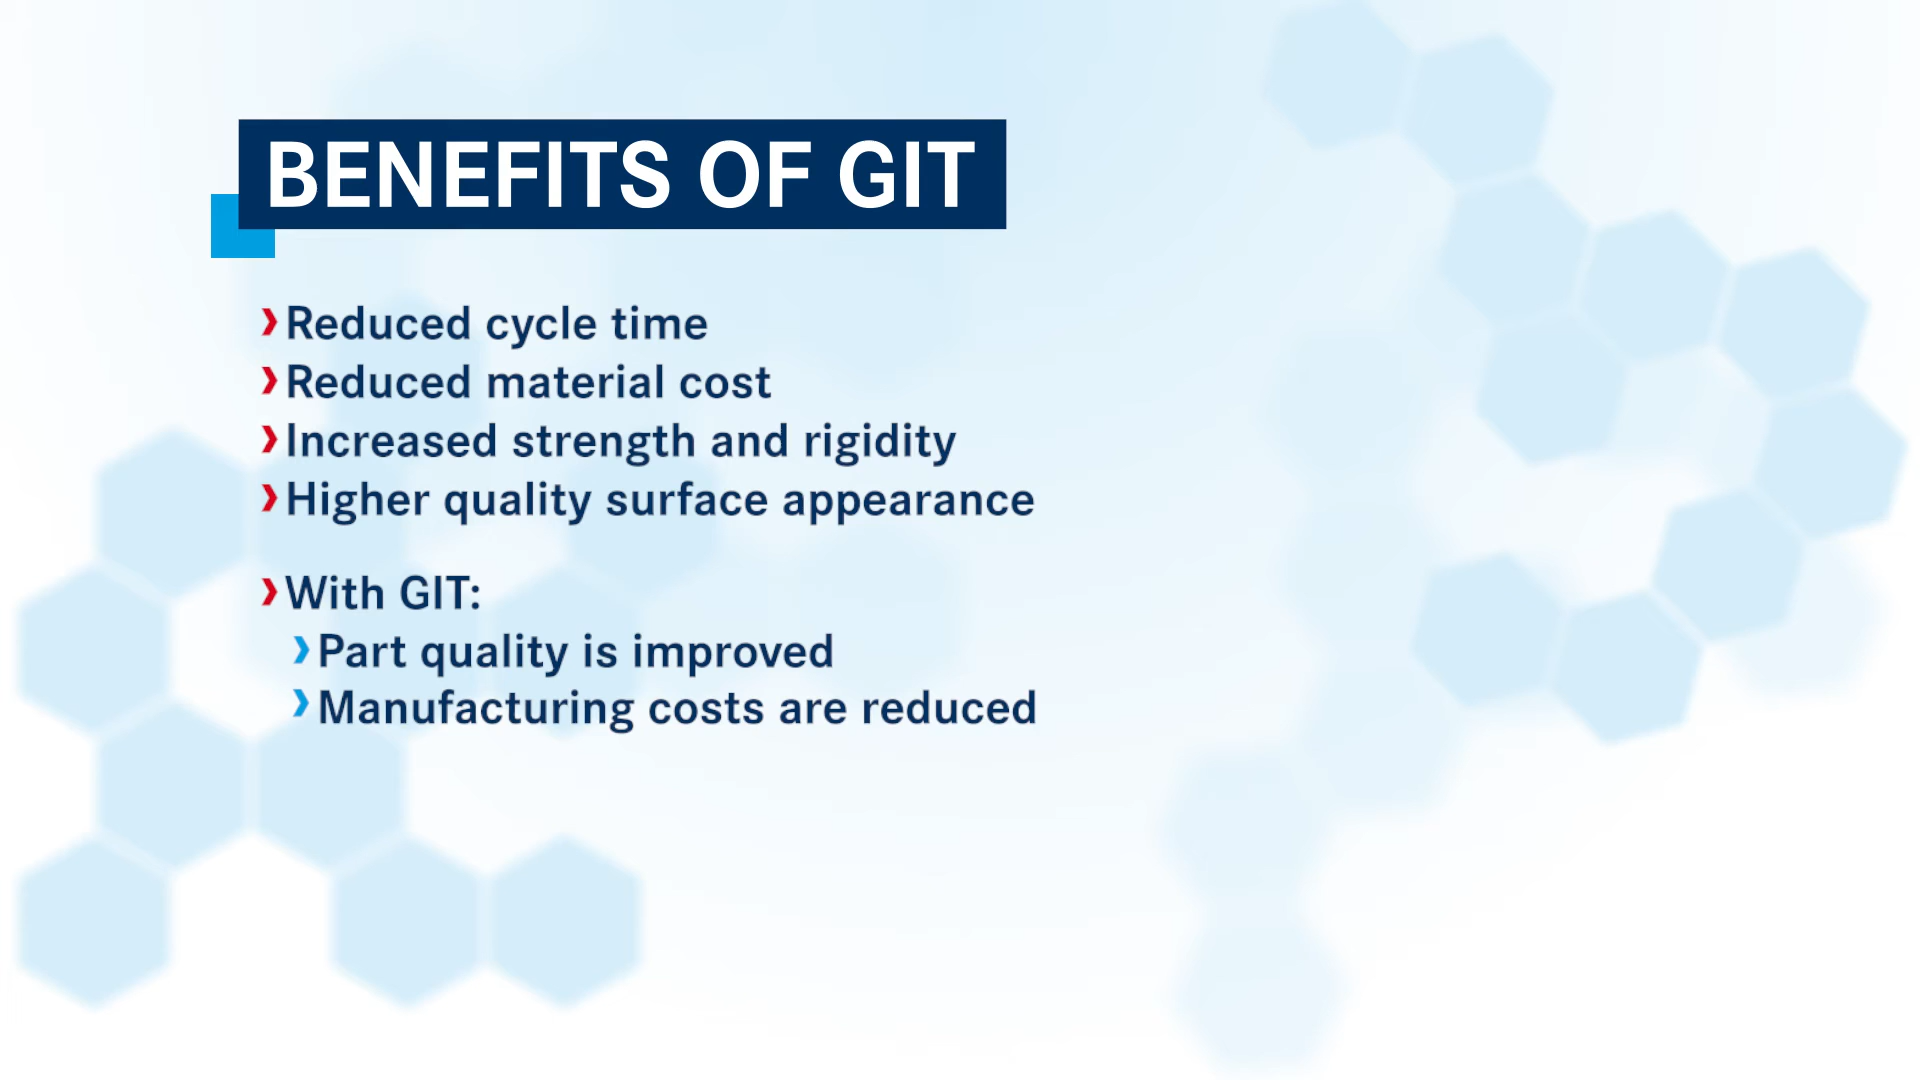 BENEFITS OF GIT
Reduced cycle time
Reduced material cost
Increased strength and rigidity
Higher quality surface appearance
With GIT:
Part quality is improved
Manufacturing costs are reduced